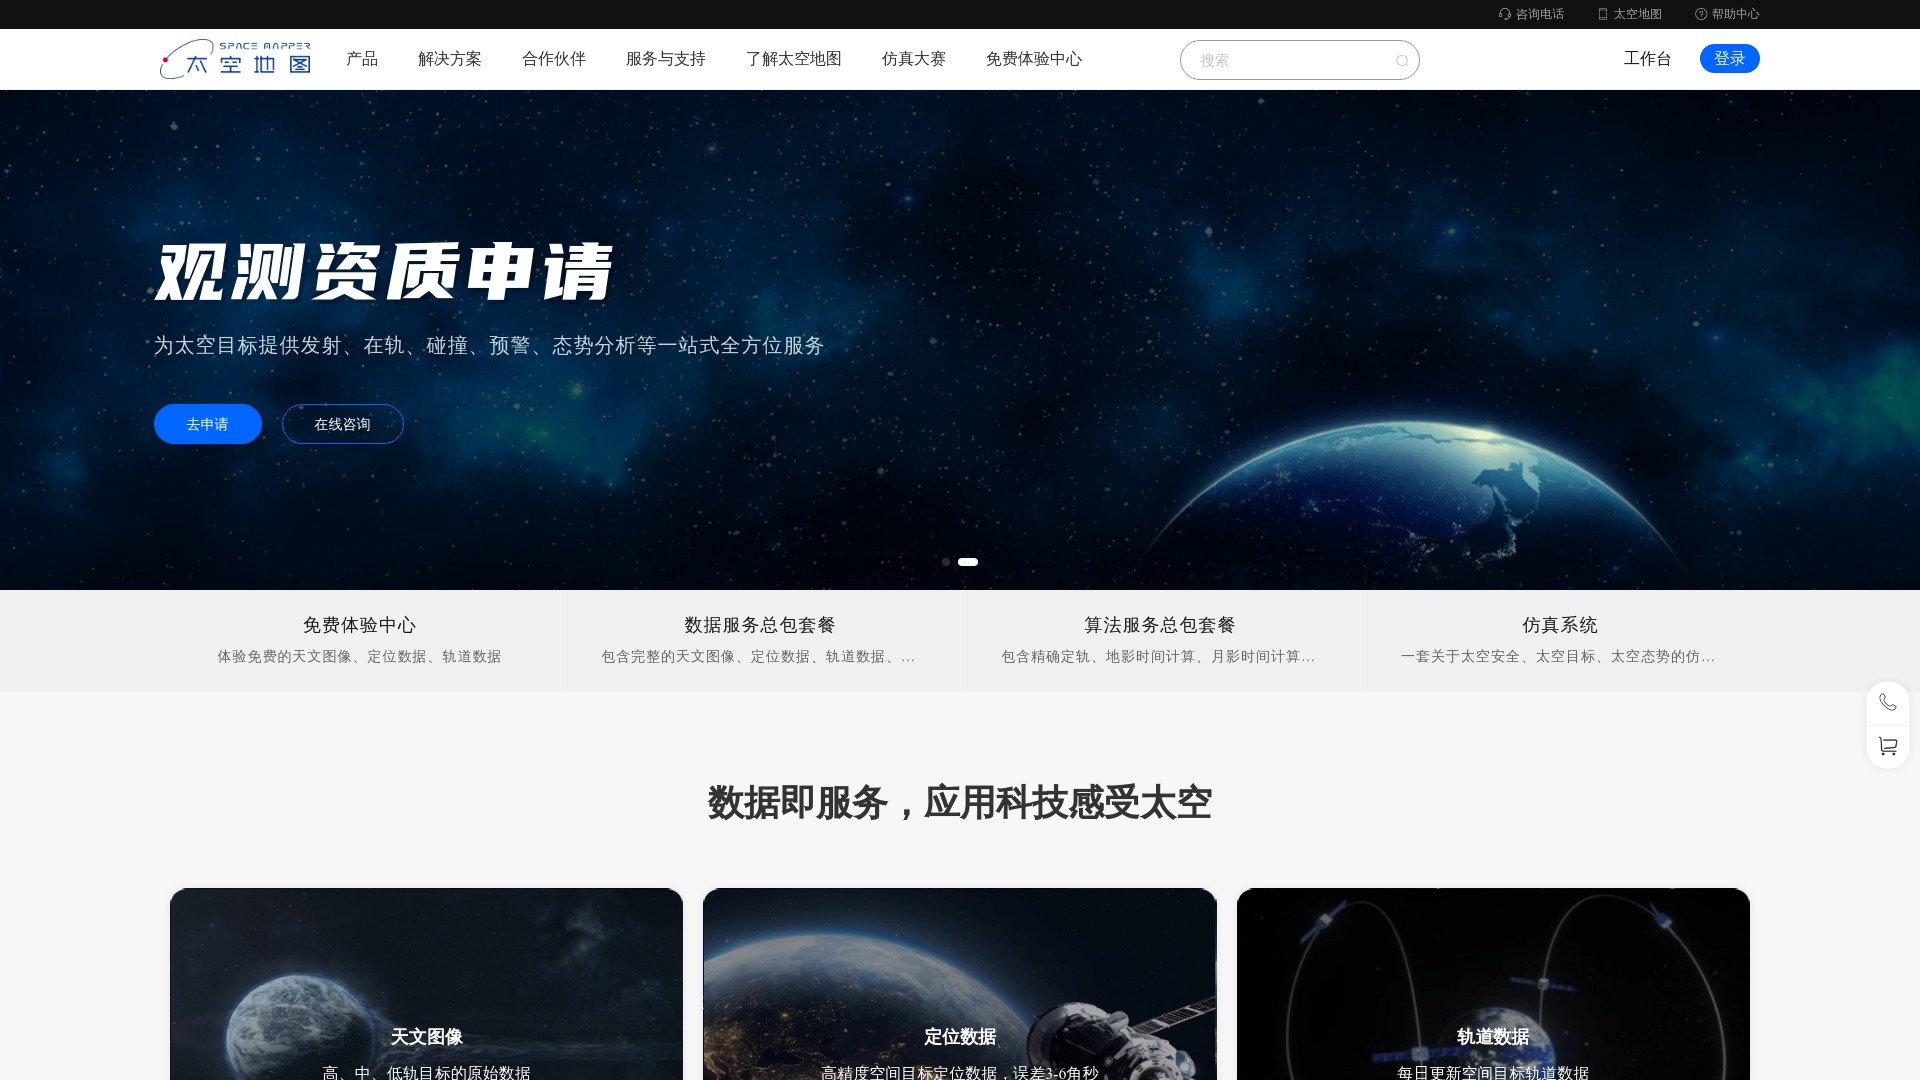 咨询电话
太空地图
帮助中心
SPACE MAPPER
太空地图
产品
解决方案
合作伙伴
服务与支持
了解太空地图
仿真大赛
免费体验中心
搜索
工作台
登录
观测资质申请
为太空目标提供发射、在轨、碰撞、预警、态势分析等一站式全方位服务
去申请
在线咨询
免费体验中心
体验免费的天文图像、定位数据、轨道数据
数据服务总包套餐
包含完整的天文图像、定位数据、轨道数据、...
算法服务总包套餐
包含精确定轨、地影时间计算、月影时间计算...
仿真系统
一套关于太空安全、太空目标、太空态势的仿...
数据即服务，应用科技感受太空
天文图像
高、中、低轨目标的原始数据
定位数据
高精度空间目标定位数据，误差3-6角秒
轨道数据
每日更新空间目标轨道数据